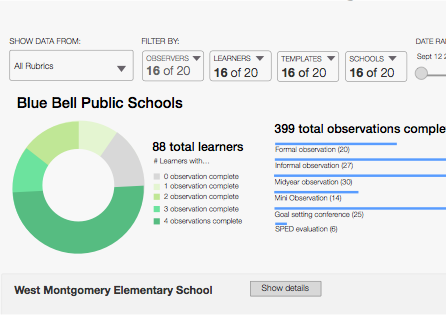 SHOW DATA FROM:
FILTER BY:
DATE RA
All Rubrics
OBSERVERS
16 of 20
LEARNERS
16 of 20
TEMPLATES
16 of 20
SCHOOLS
16 of 20
Sept 12 2
Blue Bell Public Schools
88 total learners
# Learners with...
0 observation complete
1 observation complete
2 observation complete
3 observation complete
4 observations complete
399 total observations comple
Formal observation (20)
Informal observation (27)
Midyear observation (30)
Mini Observation (14)
Goal setting conference (25)
SPED evaluation (6)
West Montgomery Elementary School
Show details